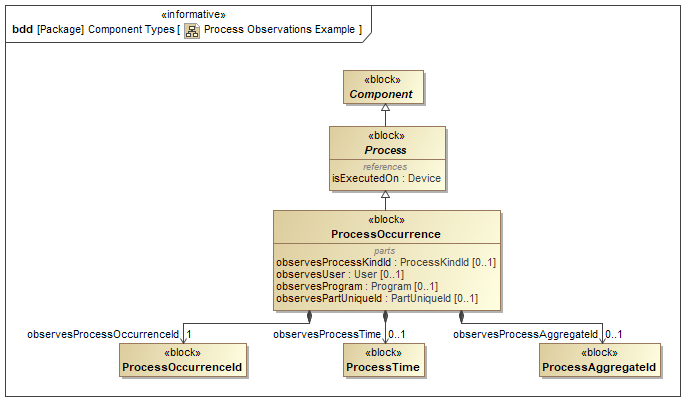 «informative»
bdd [Package] Component Types [ Process Observations Example ]
«block»
Component
«block»
Process
references
isExecutedOn : Device
«block»
ProcessOccurrence
parts
observesProcessKindId : ProcessKindId [0..1]
observesUser : User [0..1]
observesProgram : Program [0..1]
observesPartUniqueId : PartUniqueId [0..1]
observesProcessOccurrenceId 1 observesProcessTime 0..1 observesProcessAggregateId 0..1
«block» «block» «block»
ProcessOccurrenceId ProcessTime ProcessAggregateId